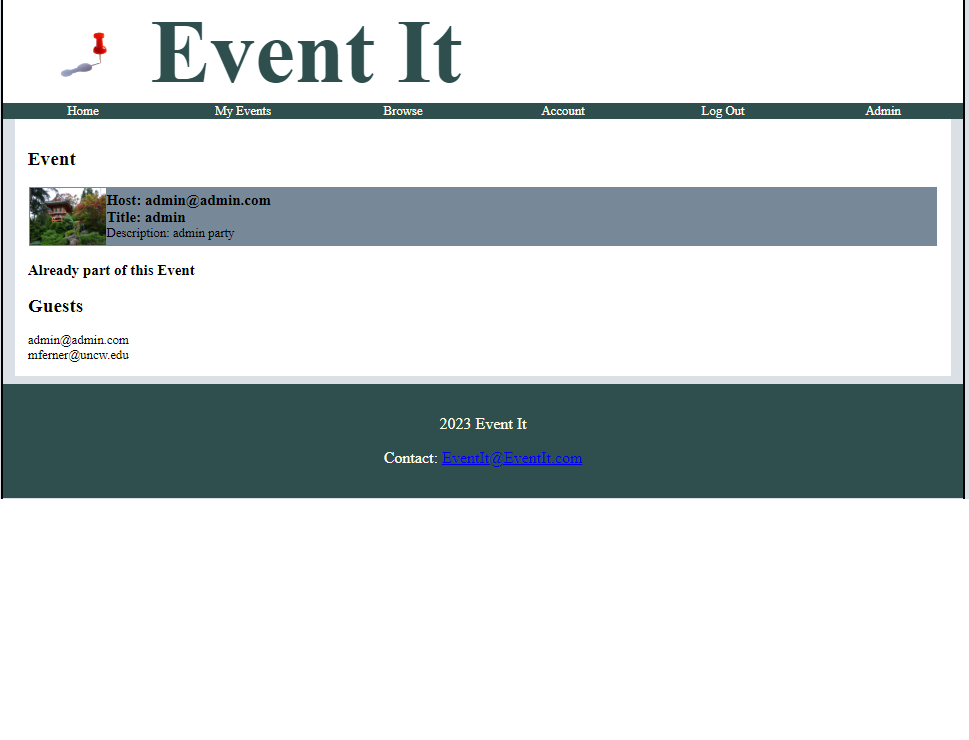 Event It
Home My Events Browse Account Log Out Admin
Event
Host: admin@admin.com
Title: admin
Description: admin party
Already part of this Event
Guests
admin@admin.com
mferner@uncw.edu
2023 Event It
Contact: EventIt@EventIt.com